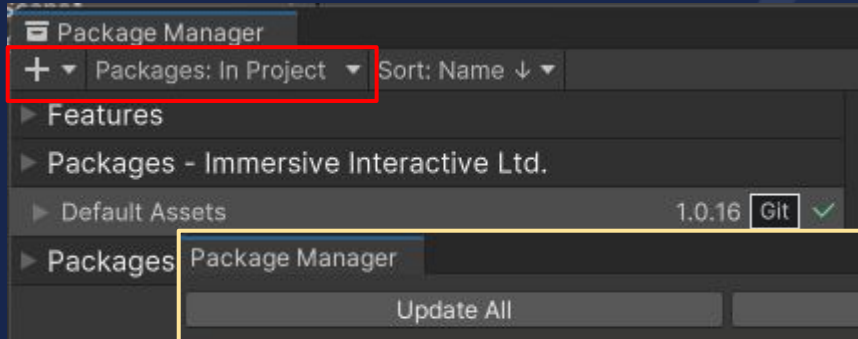 Package Manager
+ Packages: In Project Sort: Name ↓
Features
Packages - Immersive Interactive Ltd.
Default Assets 1.0.16 Git
Packages
Package Manager
Update All